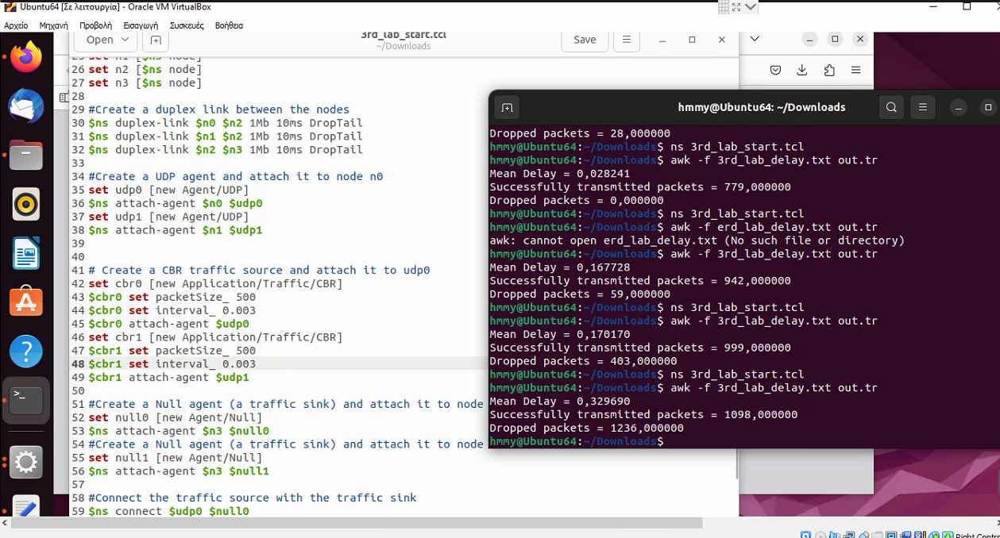 Ubuntu64 [Σε λειτουργία] - Oracle VM VirtualBox
Αρχείο Μηχανή Προβολή Εισαγωγή Συσκευές Βοήθεια
Open
3rd_lab_start.tcl
~/Downloads
Save
25 set n1 [$ns node]
26 set n2 [$ns node]
27 set n3 [$ns node]
28
29 #Create a duplex link between the nodes
30 $ns duplex-link $n0 $n2 1Mb 10ms DropTail
31 $ns duplex-link $n1 $n2 1Mb 10ms DropTail
32 $ns duplex-link $n2 $n3 1Mb 10ms DropTail
33
34 #Create a UDP agent and attach it to node n0
35 set udp0 [new Agent/UDP]
36 $ns attach-agent $n0 $udp0
37 set udp1 [new Agent/UDP]
38 $ns attach-agent $n1 $udp1
39
40
41 # Create a CBR traffic source and attach it to udp0
42 set cbr0 [new Application/Traffic/CBR]
43 $cbr0 set packetSize_ 500
44 $cbr0 set interval_ 0.003
45 $cbr0 attach-agent $udp0
46 set cbr1 [new Application/Traffic/CBR]
47 $cbr1 set packetSize_ 500
48 $cbr1 set interval_ 0.003
49 $cbr1 attach-agent $udp1
50
51 #Create a Null agent (a traffic sink) and attach it to node
52 set null0 [new Agent/Null]
53 $ns attach-agent $n3 $null0
54 #Create a Null agent (a traffic sink) and attach it to node
55 set null1 [new Agent/Null]
56 $ns attach-agent $n3 $null1
57
58 #Connect the traffic source with the traffic sink
59 $ns connect $udp0 $null0
hmmy@Ubuntu64: ~/Downloads
Dropped packets = 28,000000
hmmy@Ubuntu64:~/Downloads$ ns 3rd_lab_start.tcl
hmmy@Ubuntu64:~/Downloads$ awk -f 3rd_lab_delay.txt out.tr
Mean Delay = 0,028241
Successfully transmitted packets = 779,000000
Dropped packets = 0,000000
hmmy@Ubuntu64:~/Downloads$ ns 3rd_lab_start.tcl
hmmy@Ubuntu64:~/Downloads$ awk -f erd_lab_delay.txt out.tr
awk: cannot open erd_lab_delay.txt (No such file or directory)
hmmy@Ubuntu64:~/Downloads$ awk -f 3rd_lab_delay.txt out.tr
Mean Delay = 0,167728
Successfully transmitted packets = 942,000000
Dropped packets = 59,000000
hmmy@Ubuntu64:~/Downloads$ ns 3rd_lab_start.tcl
hmmy@Ubuntu64:~/Downloads$ awk -f 3rd_lab_delay.txt out.tr
Mean Delay = 0,170170
Successfully transmitted packets = 999,000000
Dropped packets = 403,000000
hmmy@Ubuntu64:~/Downloads$ ns 3rd_lab_start.tcl
hmmy@Ubuntu64:~/Downloads$ awk -f 3rd_lab_delay.txt out.tr
Mean Delay = 0,329690
Successfully transmitted packets = 1098,000000
Dropped packets = 1236,000000
hmmy@Ubuntu64:~/Downloads$
Right